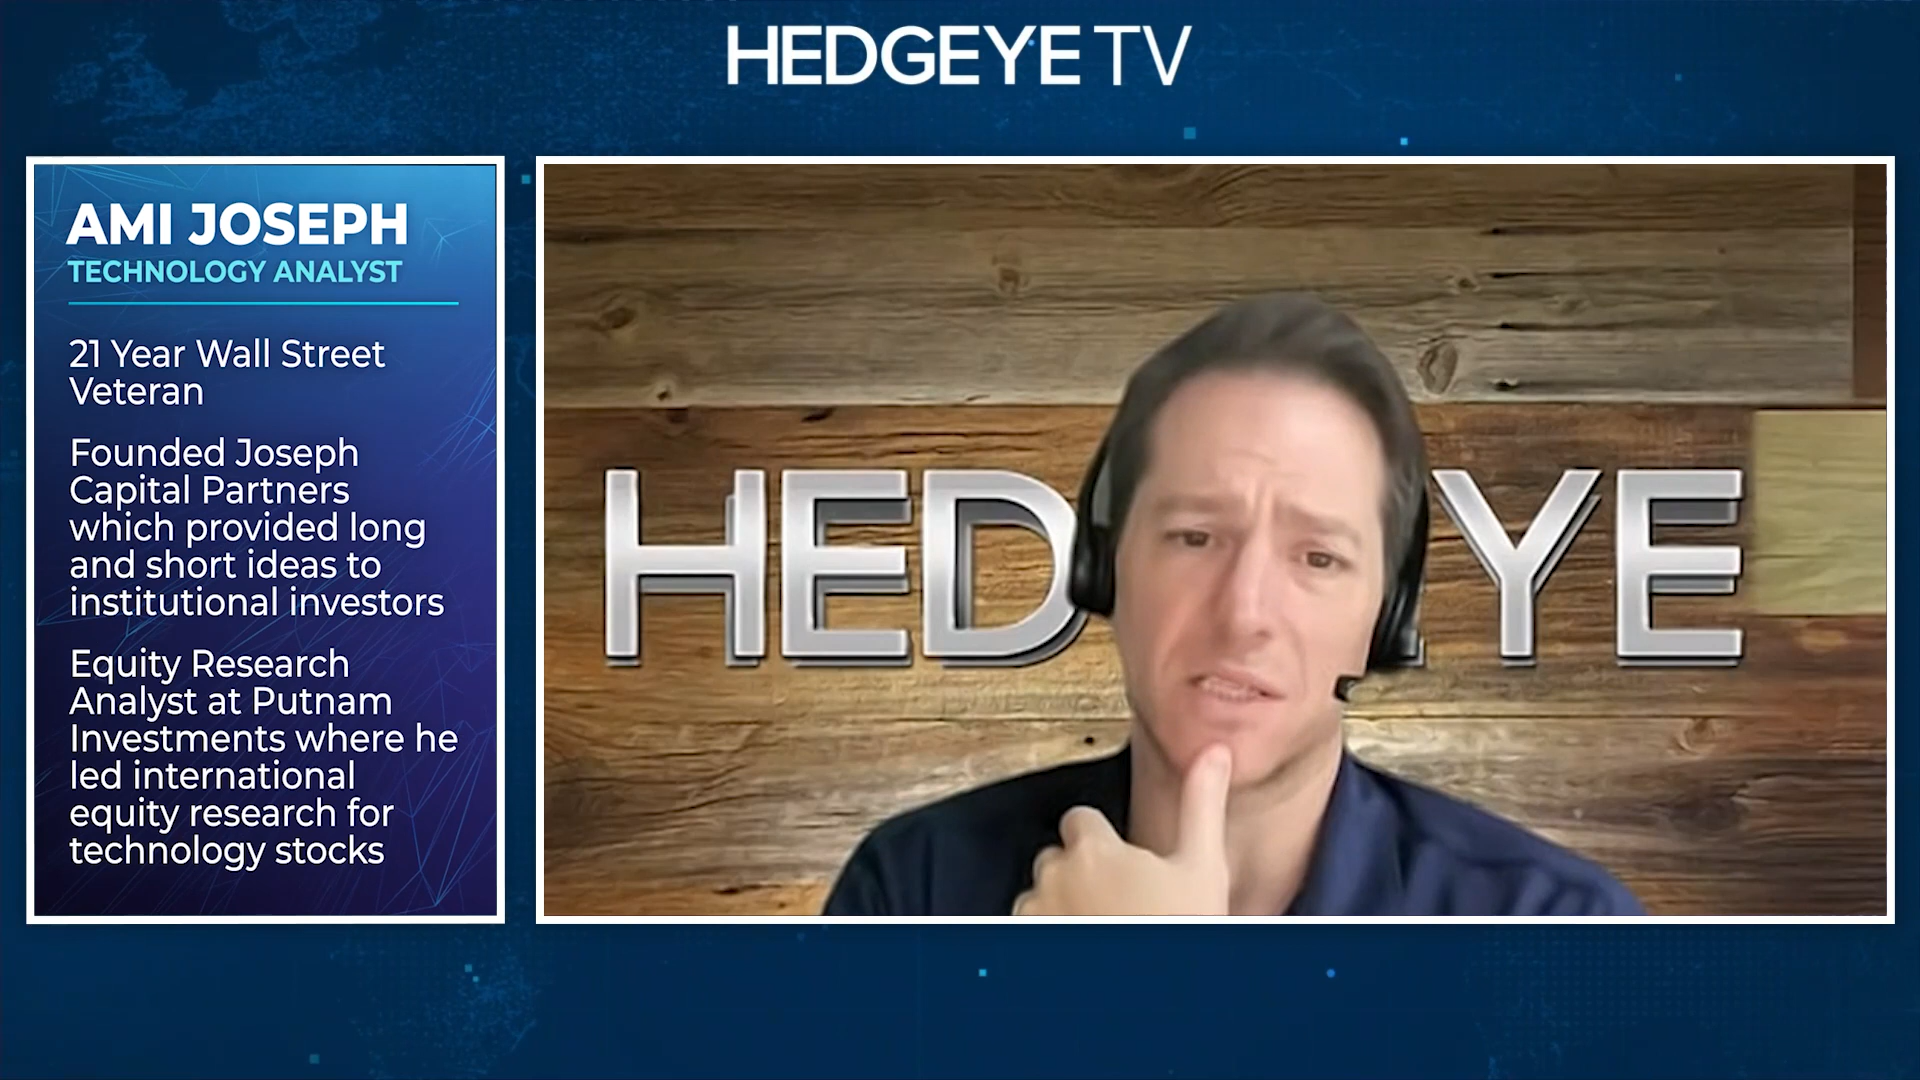 HEDGEYE TV
AMI JOSEPH
TECHNOLOGY ANALYST
21 Year Wall Street
Veteran
Founded Joseph
Capital Partners
which provided long
and short ideas to
institutional investors
Equity Research
Analyst at Putnam
Investments where he
led international
equity research for
technology stocks
HED YE